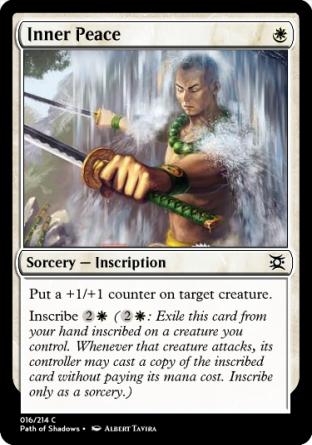 Inner Peace
Sorcery — Inscription
Put a +1/+1 counter on target creature.
Inscribe 2 ( 2 : Exile this card from
your hand inscribed on a creature you
control. Whenever that creature attacks, its
controller may cast a copy of the inscribed
card without paying its mana cost. Inscribe
only as a sorcery.)
016/214 C
Path of Shadows • Albert Tavira